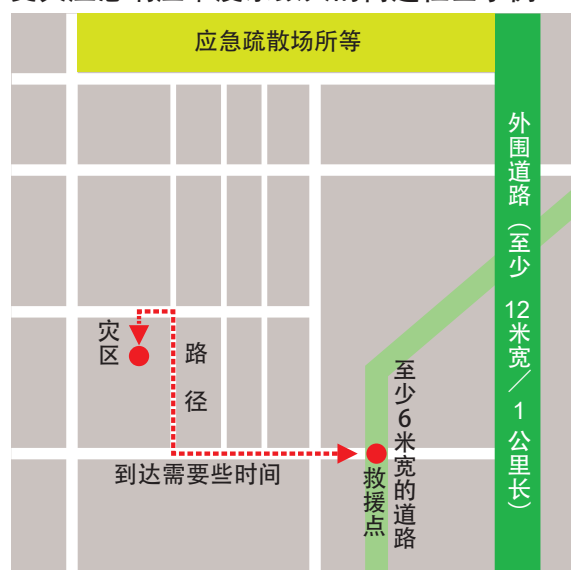 应急疏散场所等
外围道路（至少 12米宽／1公里长）
灾区
路径
至少6米宽的道路
到达需要些时间
救援点